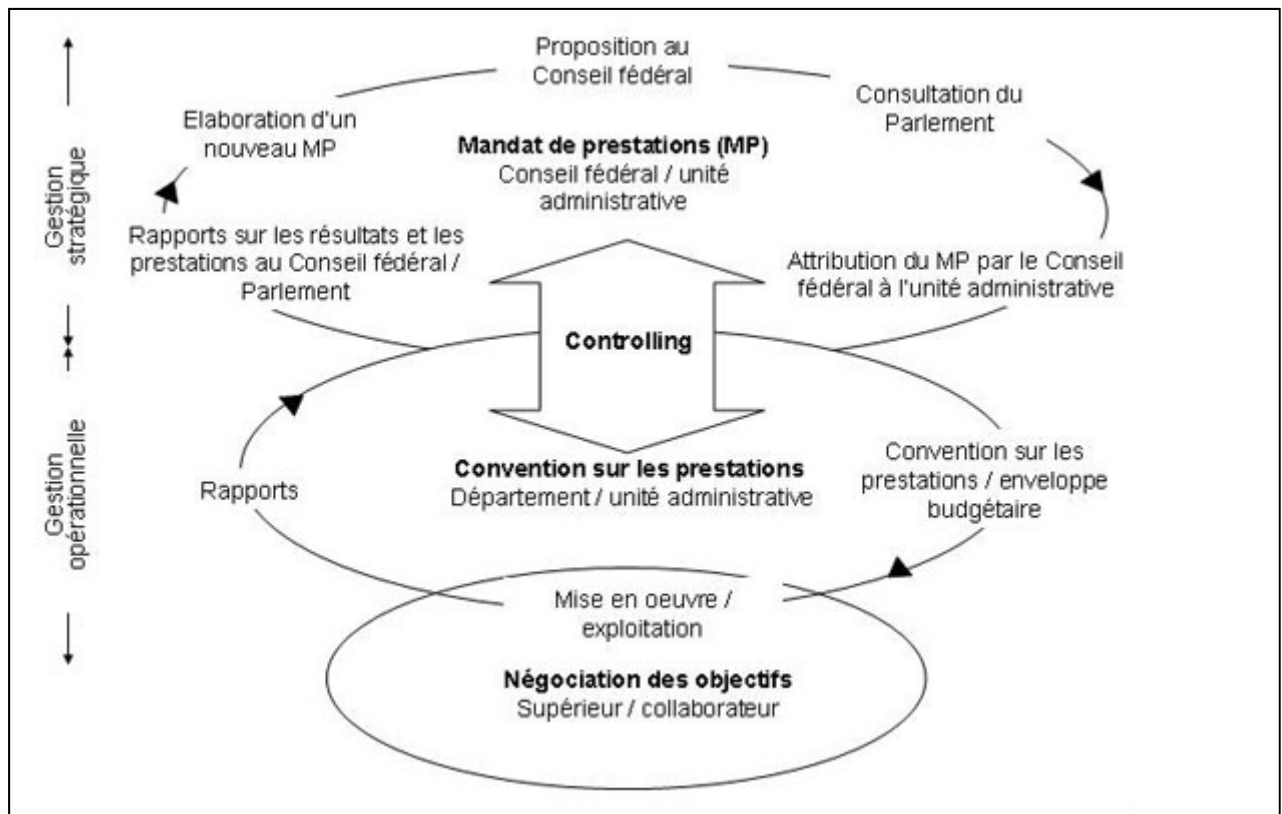 Proposition au
Conseil fédéral
Consultation du
Parlement
Elaboration d'un
nouveau MP
Mandat de prestations (MP)
Conseil fédéral / unité
administrative
Gestion
stratégique
Rapports sur les résultats et les
prestations au Conseil fédéral /
Parlement
Attribution du MP par le Conseil
fédéral à l'unité administrative
Controlling
Gestion
opérationnelle
Rapports
Convention sur les prestations
Département / unité administrative
Convention sur les
prestations / enveloppe
budgétaire
Mise en oeuvre /
exploitation
Négociation des objectifs
Supérieur / collaborateur